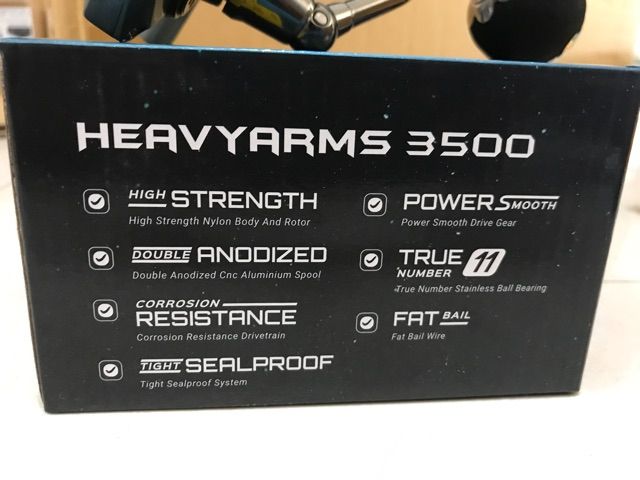 HEAVYARMS 3500
HIGH STRENGTH
High Strength Nylon Body And Rotor
DOUBLE ANODIZED
Double Anodized Cnc Aluminium Spool
CORROSION
RESISTANCE
Corrosion Resistance Drivetrain
TIGHT SEALPROOF
Tight Sealproof System
POWER SMOOTH
Power Smooth Drive Gear
TRUE
NUMBER 11
True Number Stainless Ball Bearing
FAT BAIL
Fat Bail Wire